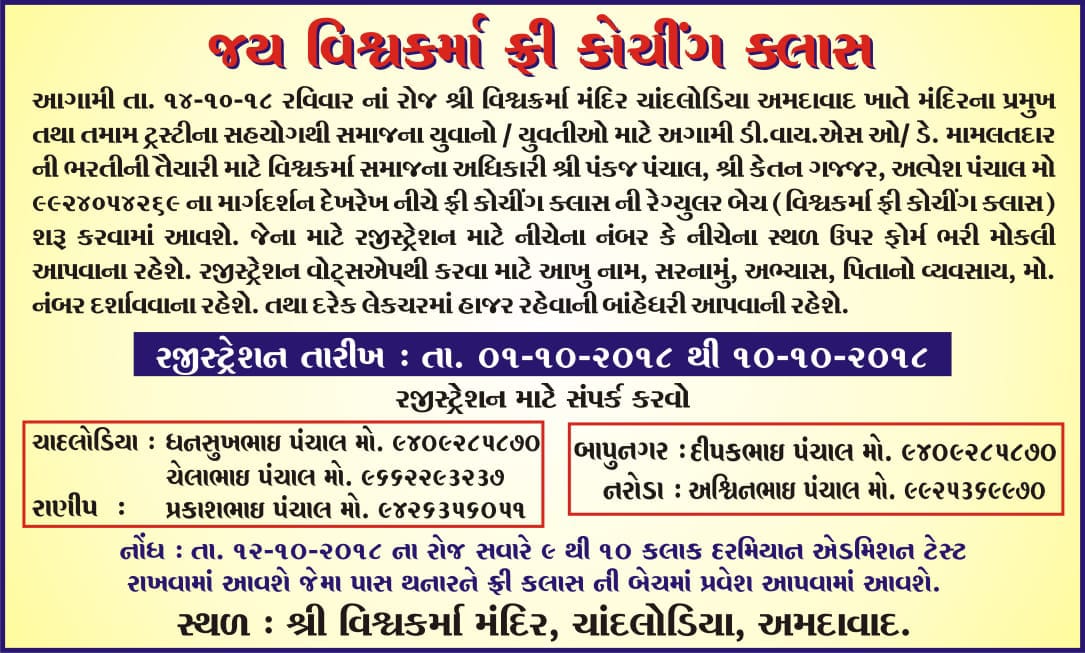 જય વિશ્વકર્મા ફ્રી કોચીંગ ક્લાસ
આગામી તા. ૧૪-૧૦-૧૮ રવિવાર નાં રોજ શ્રી વિશ્વકર્મા મંદિર ચાંદલોડિયા અમદાવાદ ખાતે મંદિરના પ્રમુખ
તથા તમામ ટ્રસ્ટીના સહયોગથી સમાજના યુવાનો / યુવતીઓ માટે અગામી ડી.વાય.એસ ઓ/ ડે. મામલતદાર
ની ભરતીની તૈયારી માટે વિશ્વકર્મા સમાજના અધિકારી શ્રી પંકજ પંચાલ, શ્રી કેતન ગજ્જર, અલ્પેશ પંચાલ મો
૯૯૨૪૦૫૪૨૬૯ ના માર્ગદર્શન દેખરેખ નીચે ફ્રી કોચીંગ ક્લાસ ની રેગ્યુલર બેચ (વિશ્વકર્મા ફ્રી કોચીંગ ક્લાસ)
શરૂ કરવામાં આવશે. જેના માટે રજીસ્ટ્રેશન માટે નીચેના નંબર કે નીચેના સ્થળ ઉપર ફોર્મ ભરી મોકલી
આપવાના રહેશે. રજીસ્ટ્રેશન વોટ્સએપથી કરવા માટે આખુ નામ, સરનામું, અભ્યાસ, પિતાનો વ્યવસાય, મો.
નંબર દર્શાવવાના રહેશે. તથા દરેક લેકચરમાં હાજર રહેવાની બાંહેધરી આપવાની રહેશે.
રજીસ્ટ્રેશન તારીખ : તા. ૦૧-૧૦-૨૦૧૮ થી ૧૦-૧૦-૨૦૧૮
રજીસ્ટ્રેશન માટે સંપર્ક કરવો
ચાદલોડિયા : ધનસુખભાઇ પંચાલ મો. ૯૪૦૯૨૮૫૮૭૦
ચેલાભાઇ પંચાલ મો. ૯૬૬૨૨૯૩૨૩૭
રાણીપ : પ્રકાશભાઇ પંચાલ મો. ૯૪૨૬૩૫૬૦૫૧
બાપુનગર : દીપકભાઇ પંચાલ મો. ૯૪૦૯૨૮૫૮૭૦
નરોડા : અશ્વિનભાઇ પંચાલ મો. ૯૯૨૫૩૬૯૯૭૦
નોંધ : તા. ૧૨-૧૦-૨૦૧૮ ના રોજ સવારે ૯ થી ૧૦ કલાક દરમિયાન એડમિશન ટેસ્ટ
રાખવામાં આવશે જેમા પાસ થનારને ફ્રી કલાસ ની બેચમાં પ્રવેશ આપવામાં આવશે.
સ્થળ : શ્રી વિશ્વકર્મા મંદિર, ચાંદલોડિયા, અમદાવાદ.